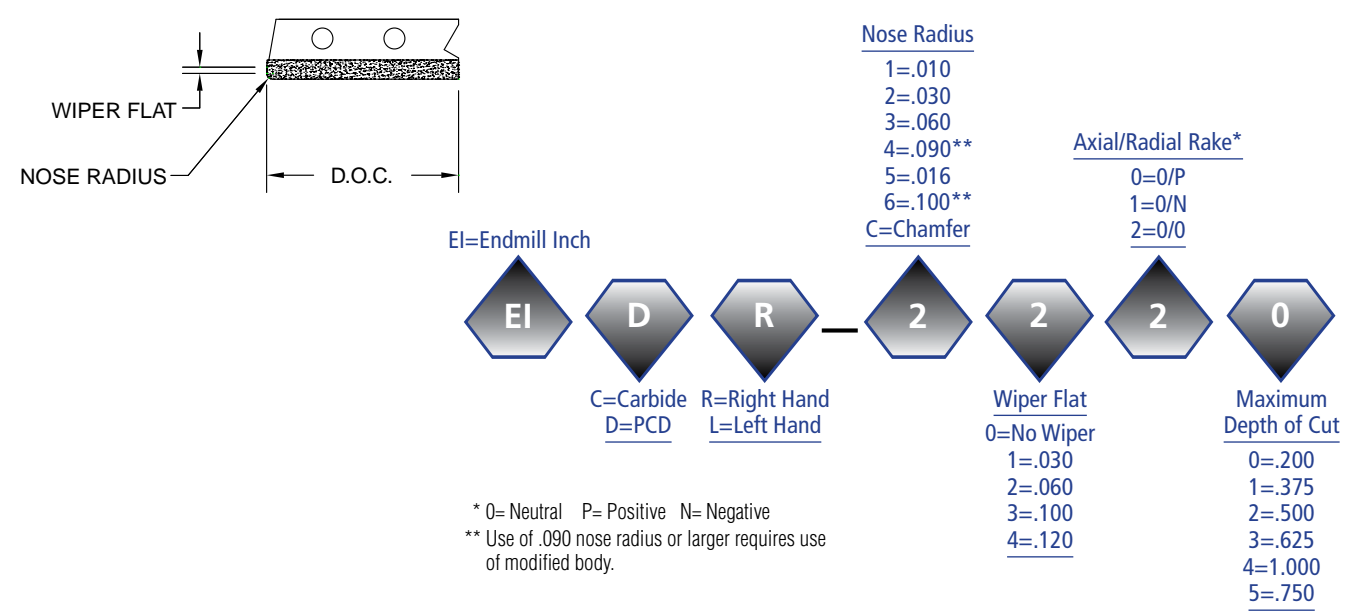 WIPER FLAT
NOSE RADIUS
D.O.C.
Nose Radius
1=.010
2=.030
3=.060
4=.090**
5=.016
6=.100**
C=Chamfer
Axial/Radial Rake*
0=0/P
1=0/N
2=0/0
EI=Endmill Inch
EI D R – 2 2 2 0
C=Carbide
D=PCD
R=Right Hand
L=Left Hand
Wiper Flat
0=No Wiper
1=.030
2=.060
3=.100
4=.120
Maximum
Depth of Cut
0=.200
1=.375
2=.500
3=.625
4=1.000
5=.750
* 0= Neutral P= Positive N= Negative
** Use of .090 nose radius or larger requires use
of modified body.